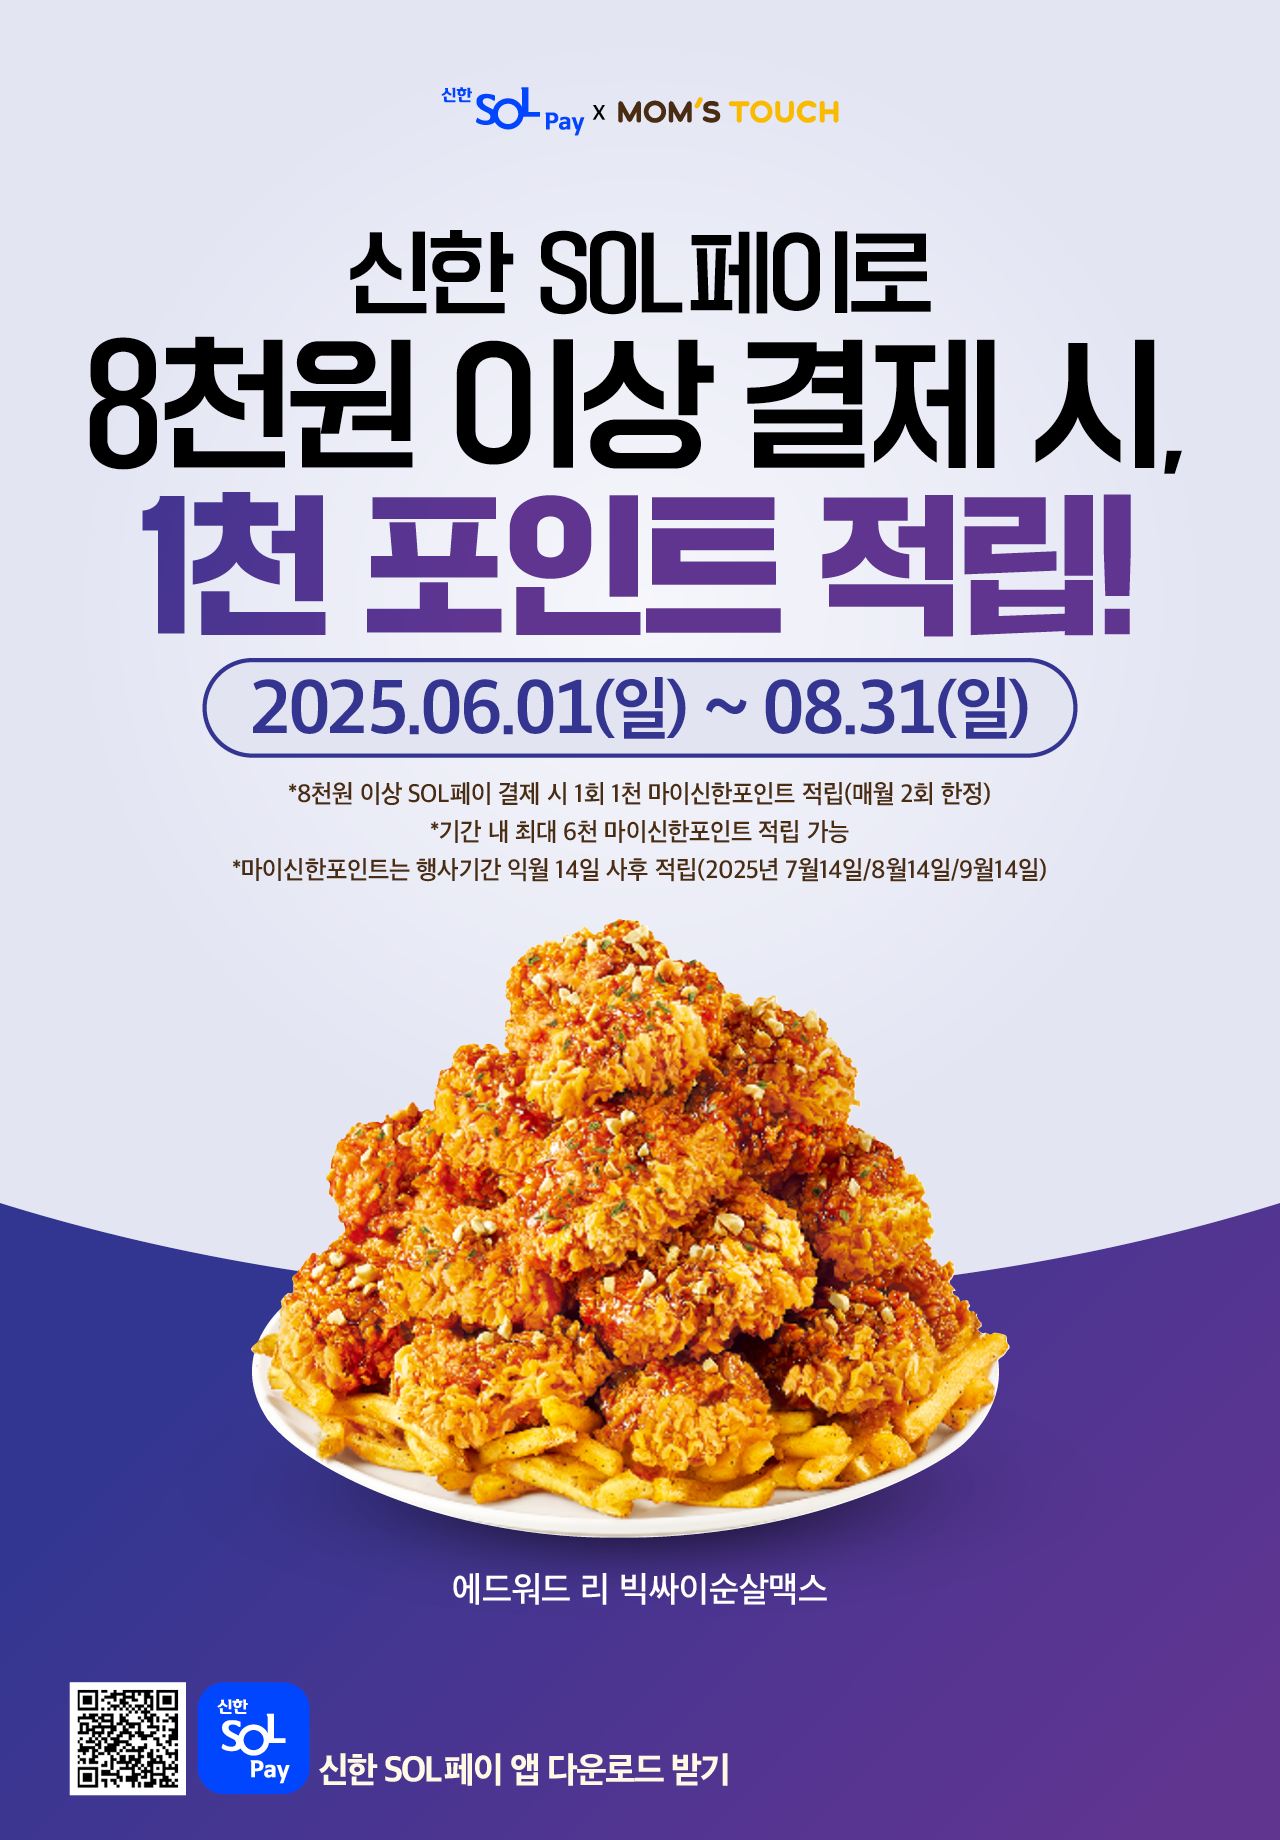 신한 SOL Pay x MOM'S TOUCH
신한 SOL페이로
8천원 이상 결제 시,
1천 포인트 적립!
2025.06.01(일) ~ 08.31(일)
*8천원 이상 SOL페이 결제 시 1회 1천 마이신한포인트 적립(매월 2회 한정)
*기간 내 최대 6천 마이신한포인트 적립 가능
*마이신한포인트는 행사기간 익월 14일 사후 적립(2025년 7월14일/8월14일/9월14일)
에드워드 리 빅싸이순살맥스
신한
SOL
Pay
신한 SOL페이 앱 다운로드 받기